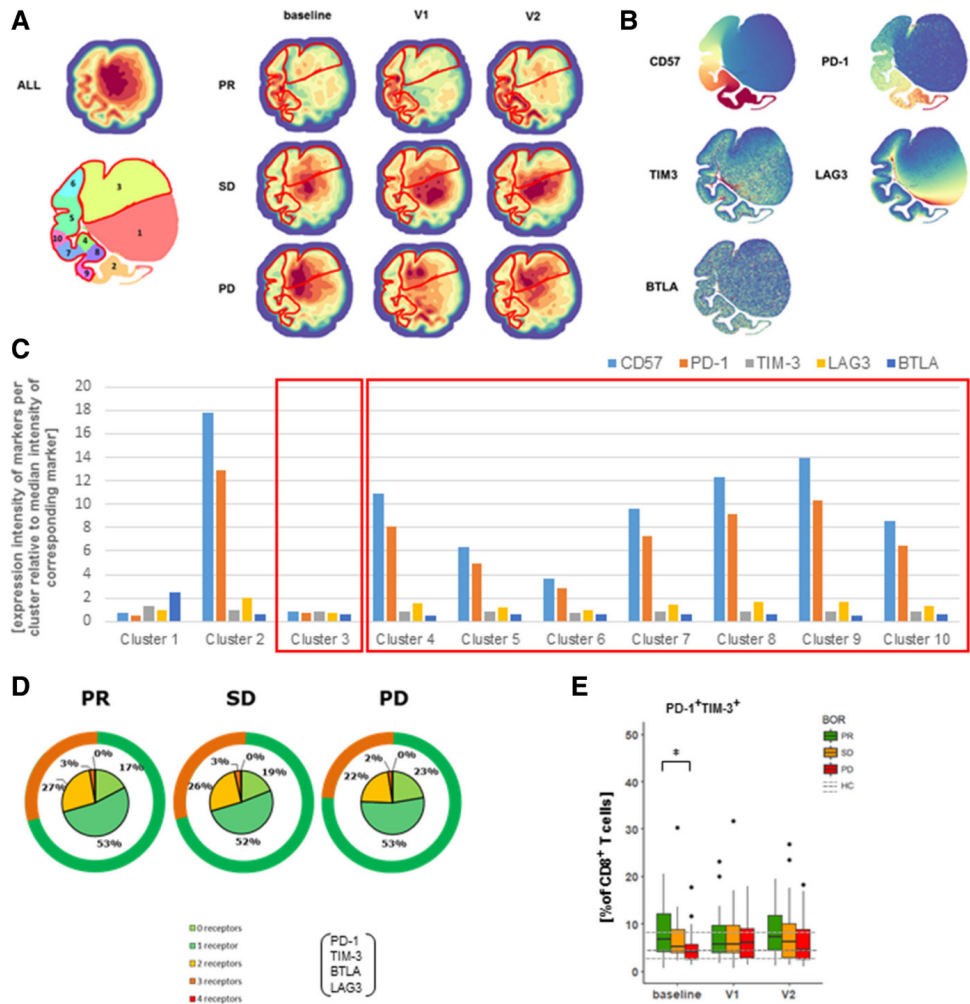 A
baseline V1 V2
ALL
PR
SD
PD
1
2
3
4
5
6
7
8
9
10
B
CD57
PD-1
TIM3
LAG3
BTLA
C
CD57 PD-1 TIM-3 LAG3 BTLA
[expression intensity of markers per
cluster relative to median intensity of
corresponding marker]
20
18
16
14
12
10
8
6
4
2
0
Cluster 1 Cluster 2 Cluster 3 Cluster 4 Cluster 5 Cluster 6 Cluster 7 Cluster 8 Cluster 9 Cluster 10
D
PR SD PD
3% 0% 17% 27% 53%
3% 0% 19% 26% 52%
2% 0% 23% 22% 53%
0 receptors
1 receptor
2 receptors
3 receptors
4 receptors
PD-1
TIM-3
BTLA
LAG3
E
PD-1+TIM-3+
BOR
PR
SD
PD
HC
[%of CD8+ T cells]
50
40
30
20
10
0
baseline V1 V2